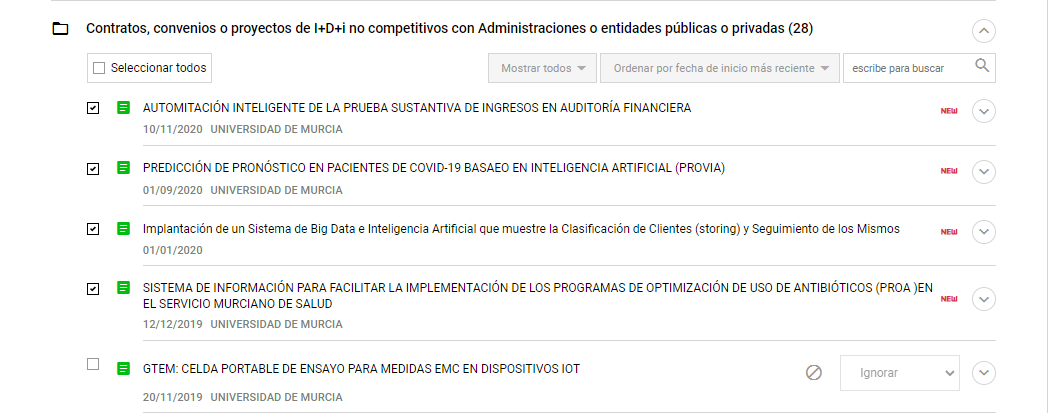 Contratos, convenios o proyectos de I+D+i no competitivos con Administraciones o entidades públicas o privadas (28)
Seleccionar todos
Mostrar todos
Ordenar por fecha de inicio más reciente
escribe para buscar
AUTOMITACIÓN INTELIGENTE DE LA PRUEBA SUSTANTIVA DE INGRESOS EN AUDITORÍA FINANCIERA
NEW
10/11/2020 UNIVERSIDAD DE MURCIA
PREDICCIÓN DE PRONÓSTICO EN PACIENTES DE COVID-19 BASAEO EN INTELIGENCIA ARTIFICIAL (PROVIA)
NEW
01/09/2020 UNIVERSIDAD DE MURCIA
Implantación de un Sistema de Big Data e Inteligencia Artificial que muestre la Clasificación de Clientes (storing) y Seguimiento de los Mismos
NEW
01/01/2020
SISTEMA DE INFORMACIÓN PARA FACILITAR LA IMPLEMENTACIÓN DE LOS PROGRAMAS DE OPTIMIZACIÓN DE USO DE ANTIBIÓTICOS (PROA )EN
EL SERVICIO MURCIANO DE SALUD
NEW
12/12/2019 UNIVERSIDAD DE MURCIA
GTEM: CELDA PORTABLE DE ENSAYO PARA MEDIDAS EMC EN DISPOSITIVOS IOT
Ignorar
20/11/2019 UNIVERSIDAD DE MURCIA